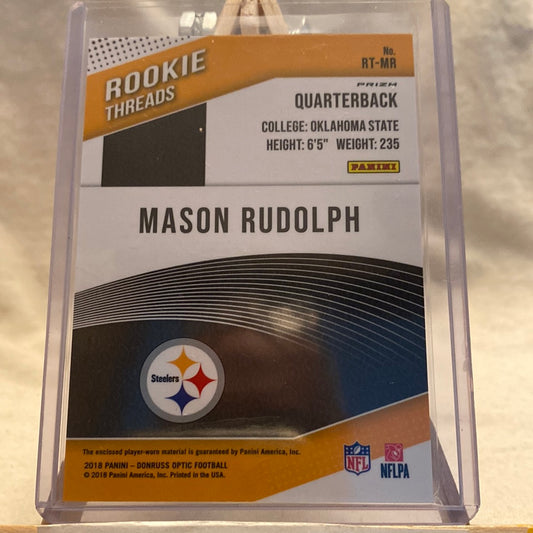 ROOKIE
THREADS
No.
RT-MR
PRIZM
QUARTERBACK
COLLEGE: OKLAHOMA STATE
HEIGHT: 6'5" WEIGHT: 235
PANINI
MASON RUDOLPH
Steelers
The enclosed player-worn material is guaranteed by Panini America, Inc.
2018 PANINI – DONRUSS OPTIC FOOTBALL
© 2018 Panini America, Inc. Printed in the USA.
NFL
NFLPA